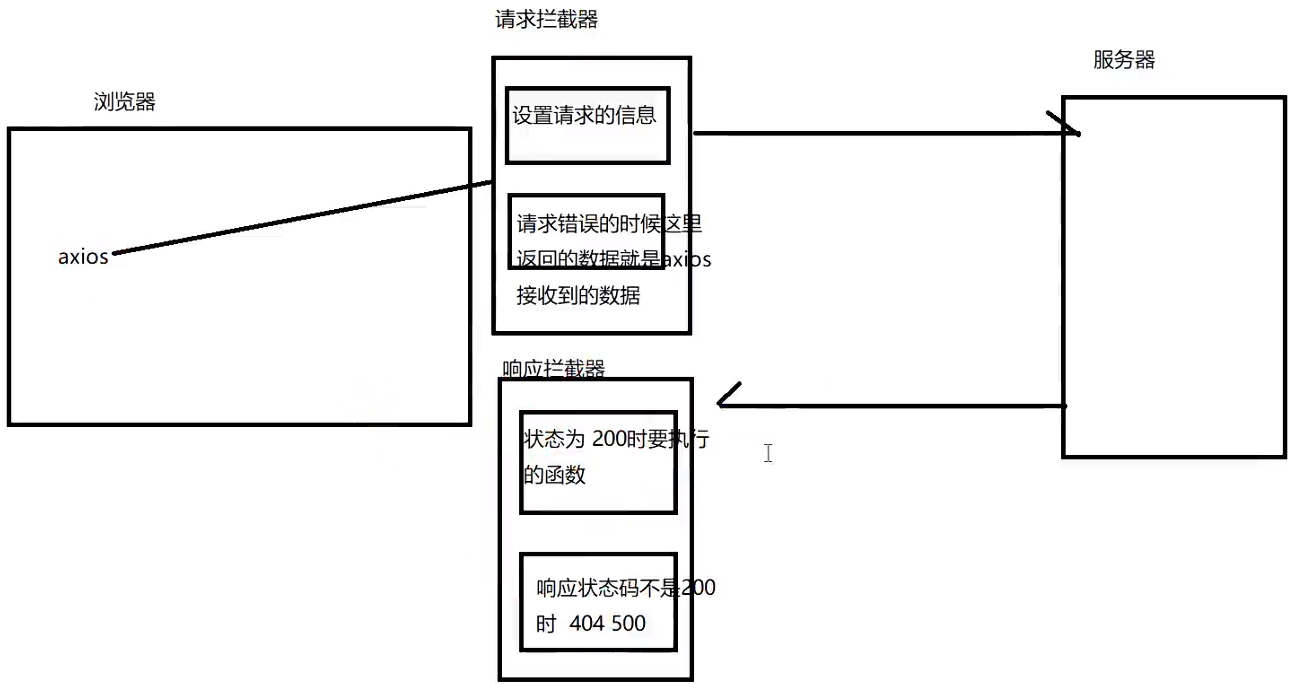 请求拦截器
服务器
浏览器
设置请求的信息
请求错误的时候这里
返回的数据就是axios
接收到的数据
axios
响应拦截器
状态为 200时要执行
的函数
响应状态码不是200
时 404 500